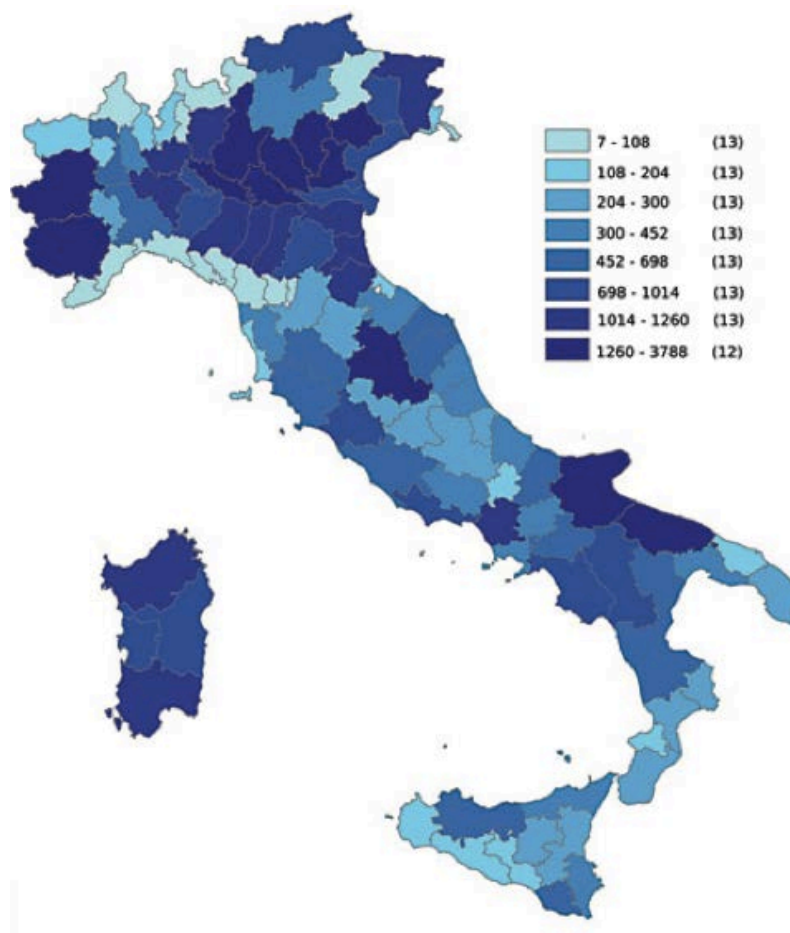 7 - 108 (13)
108 - 204 (13)
204 - 300 (13)
300 - 452 (13)
452 - 698 (13)
698 - 1014 (13)
1014 - 1260 (13)
1260 - 3788 (12)